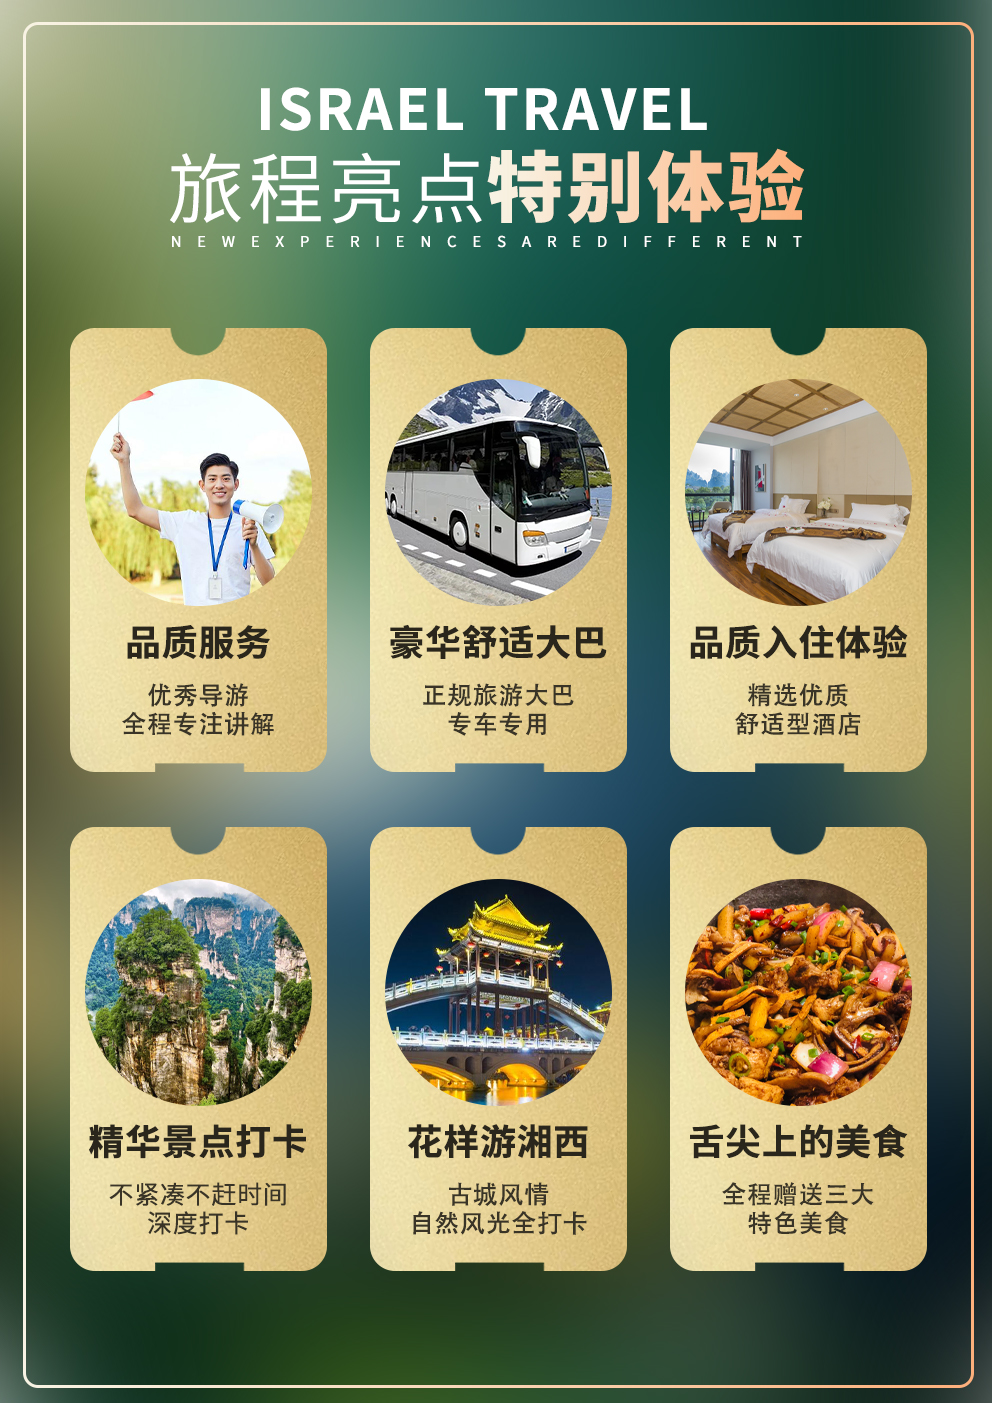 ISRAEL TRAVEL
旅程亮点特别体验
NEWEXPERIENCESAREDIFFERENT
品质服务
优秀导游
全程专注讲解
豪华舒适大巴
正规旅游大巴
专车专用
品质入住体验
精选优质
舒适型酒店
精华景点打卡
不紧凑不赶时间
深度打卡
花样游湘西
古城风情
自然风光全打卡
舌尖上的美食
全程赠送三大
特色美食